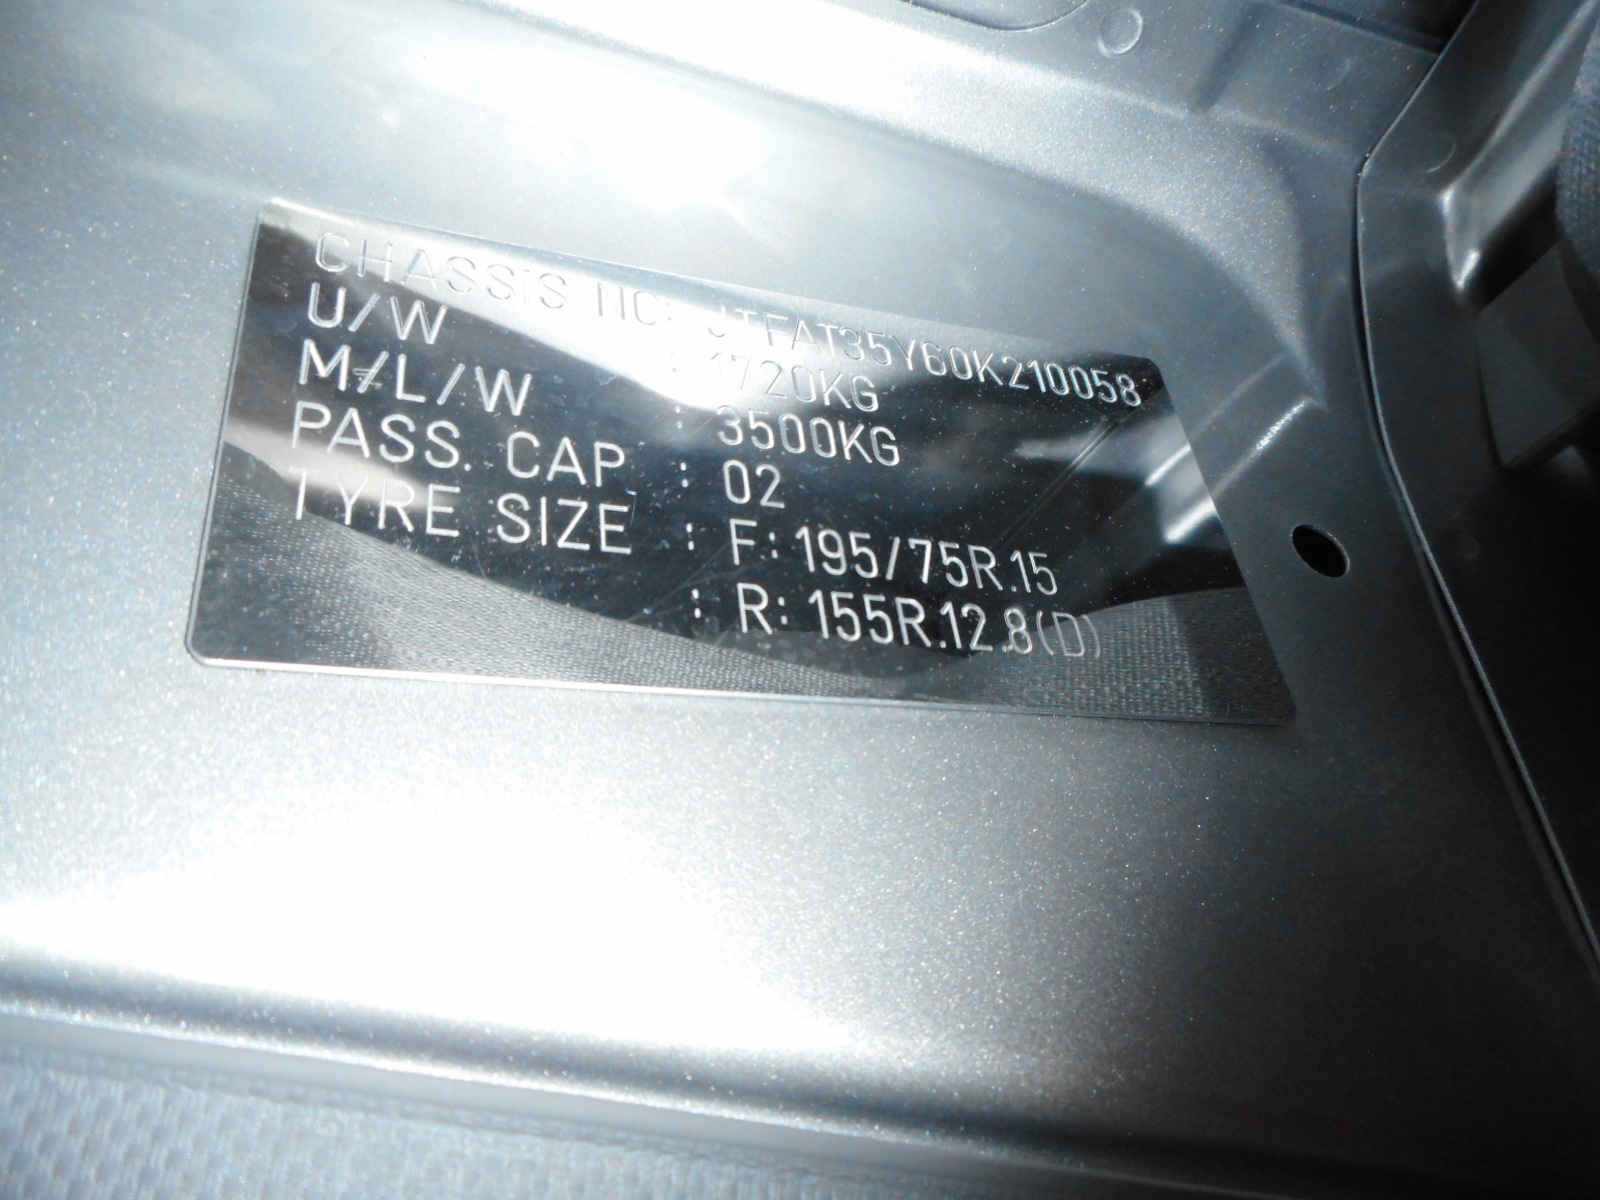 CHASSIS NO: JTFAT35Y60K210058
U/W : 1720KG
M/L/W : 3500KG
PASS. CAP. : 02
TYRE SIZE : F: 195/75R.15
: R: 155R.12.8(D)